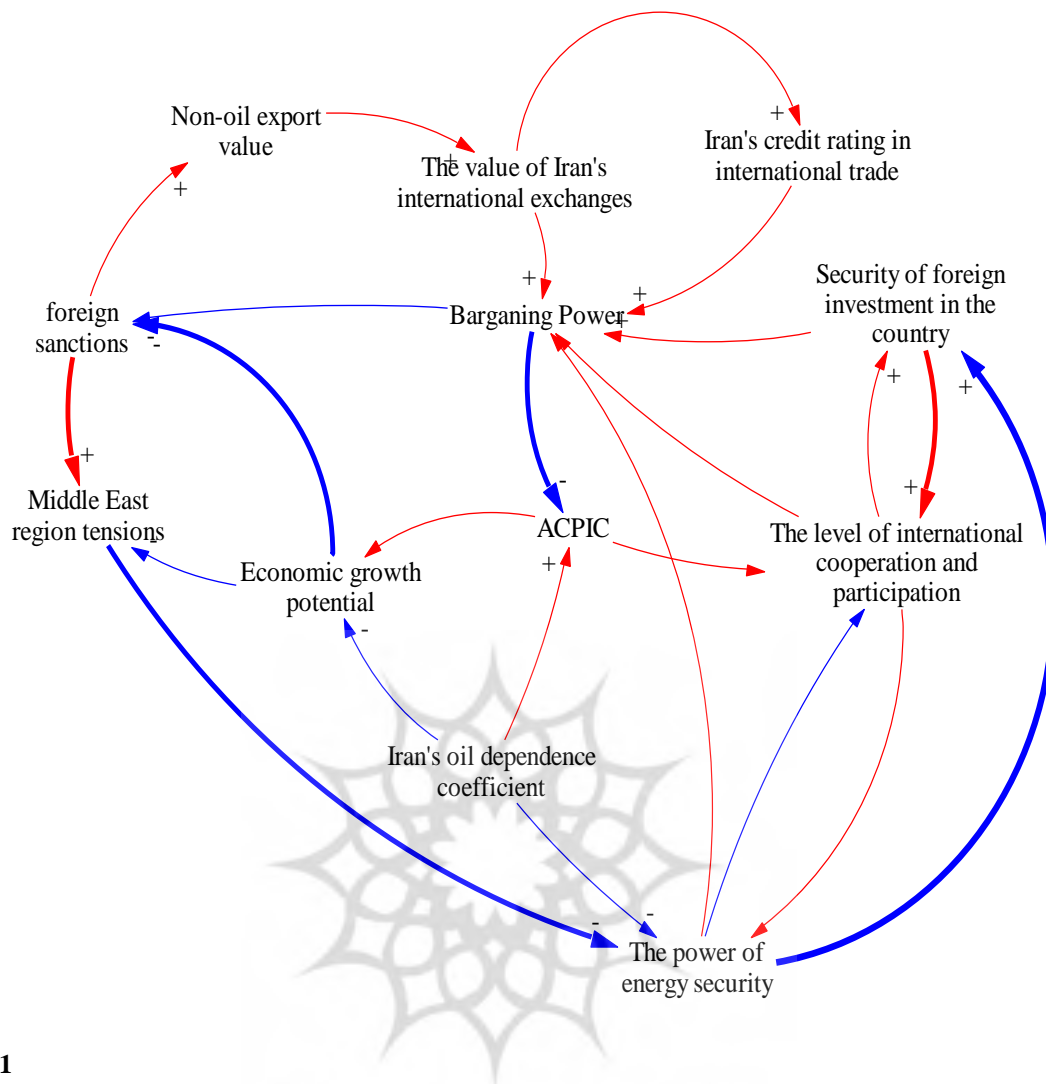 Non-oil export
value
+
The value of Iran's
international exchanges
+
Iran's credit rating in
international trade
+
+
foreign
sanctions
-
-
Barganing Power
+
+
+
Security of foreign
investment in the
country
+
+
+
Middle East
region tensions
+
-
ACPIC
-
+
The level of international
cooperation and
participation
+
Economic growth
potential
-
Iran's oil dependence
coefficient
-
-
The power of
energy security
1